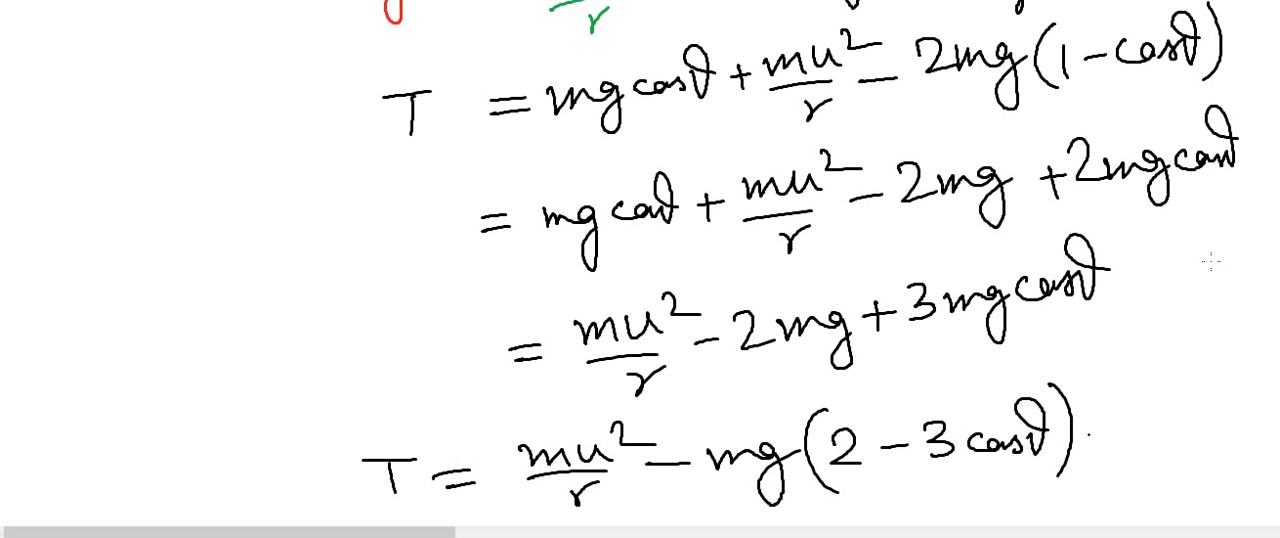 r
T = mg cosθ + mu²/r - 2mg(1 - cosθ)
= mg cosθ + mu²/r - 2mg + 2mg cosθ
= mu²/r - 2mg + 3mg cosθ
T = mu²/r - mg(2 - 3cosθ).